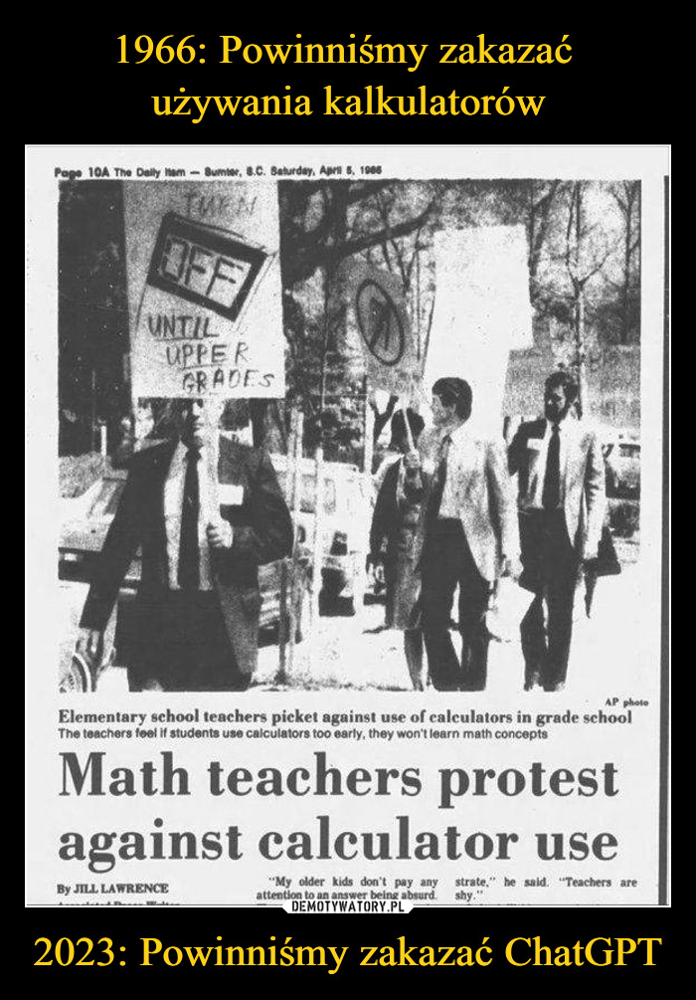 1966: Powinniśmy zakazać
używania kalkulatorów
Page 10A The Daily Item — Sumter, S.C. Saturday, April 5, 1986
TURN
OFF
UNTIL
UPPER
GRADES
AP photo
Elementary school teachers picket against use of calculators in grade school
The teachers feel if students use calculators too early, they won't learn math concepts
Math teachers protest
against calculator use
By JILL LAWRENCE
"My older kids don't pay any
attention to an answer being absurd.
strate," he said. "Teachers are
shy."
DEMOTYWATORY.PL
2023: Powinniśmy zakazać ChatGPT